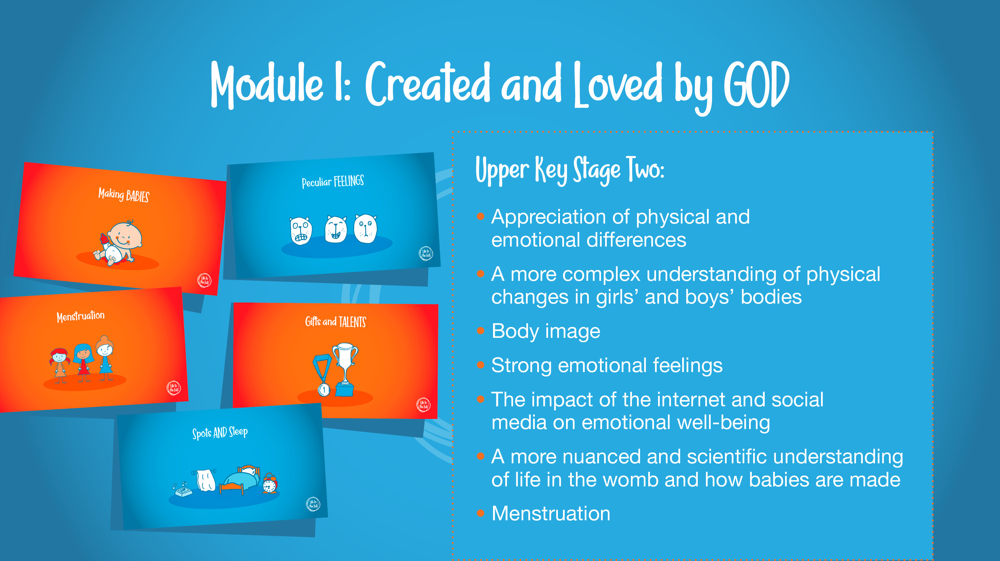 Module 1: Created and Loved by GOD
Making BABIES
Life to
the full
Peculiar FEELINGS
Life to
the full
Menstruation
Life to
the full
Gifts and TALENTS
1
Life to
the full
Spots AND Sleep
Life to
the full
Upper Key Stage Two:
• Appreciation of physical and
emotional differences
• A more complex understanding of physical
changes in girls’ and boys’ bodies
• Body image
• Strong emotional feelings
• The impact of the internet and social
media on emotional well-being
• A more nuanced and scientific understanding
of life in the womb and how babies are made
• Menstruation